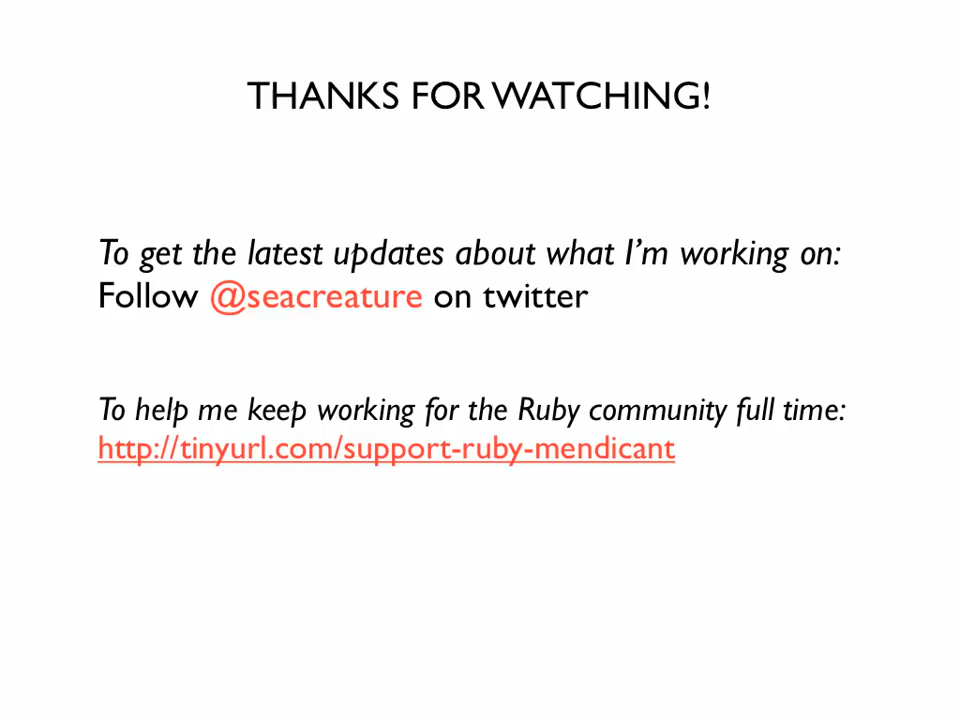 THANKS FOR WATCHING!
To get the latest updates about what I’m working on:
Follow @seacreature on twitter
To help me keep working for the Ruby community full time:
http://tinyurl.com/support-ruby-mendicant